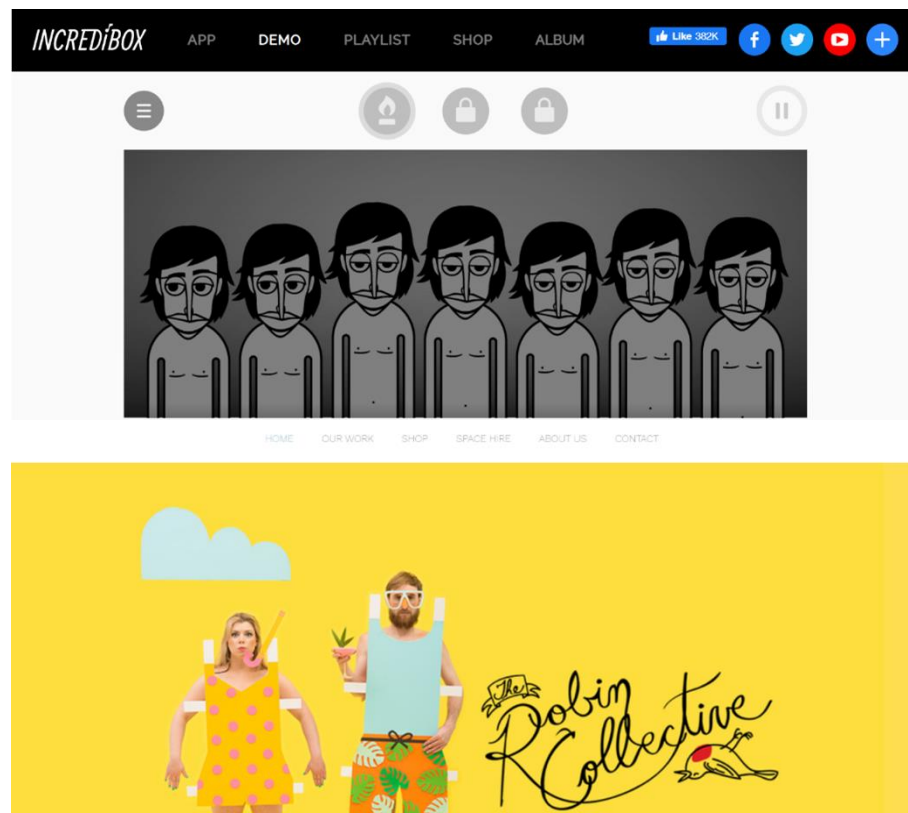 INCREDÍBOX APP DEMO PLAYLIST SHOP ALBUM Like 382K
HOME OUR WORK SHOP SPACE HIRE ABOUT US CONTACT
The
Robin
Collective